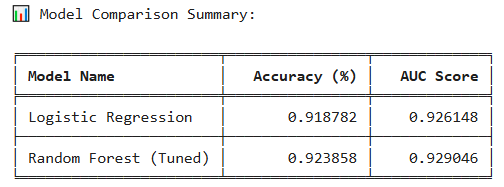 📊 Model Comparison Summary:
Model Name Accuracy (%) AUC Score
Logistic Regression 0.918782 0.926148
Random Forest (Tuned) 0.923858 0.929046